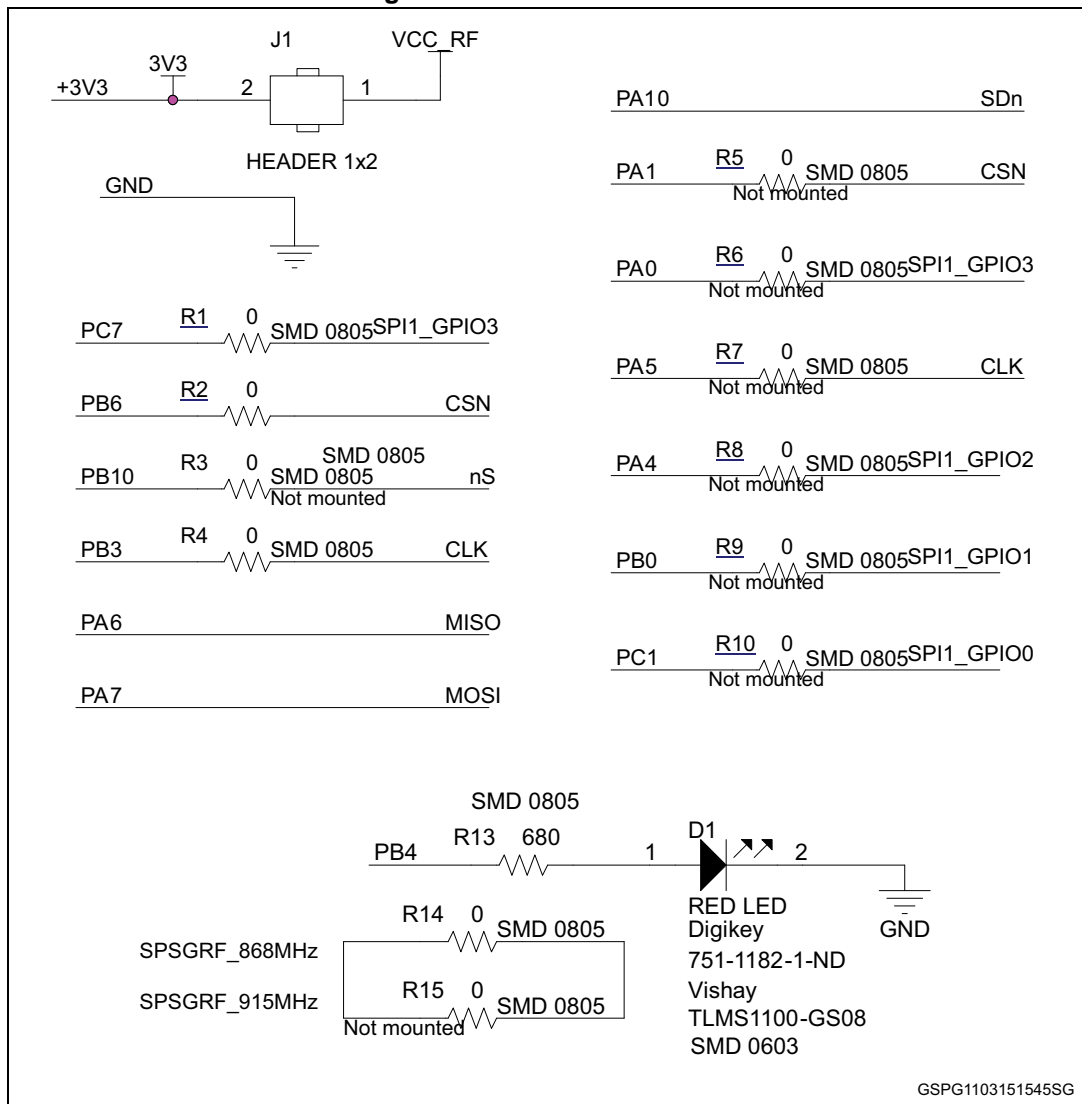 J1
VCC_RF
3V3
+3V3
2
1
HEADER 1x2
GND
PC7
R1
0
SMD 0805
SPI1_GPIO3
PB6
R2
0
CSN
SMD 0805
PB10
R3
0
SMD 0805
nS
Not mounted
PB3
R4
0
SMD 0805
CLK
PA6
MISO
PA7
MOSI
PA10
SDn
PA1
R5
0
SMD 0805
CSN
Not mounted
PA0
R6
0
SMD 0805
SPI1_GPIO3
Not mounted
PA5
R7
0
SMD 0805
CLK
Not mounted
PA4
R8
0
SMD 0805
SPI1_GPIO2
Not mounted
PB0
R9
0
SMD 0805
SPI1_GPIO1
Not mounted
PC1
R10
0
SMD 0805
SPI1_GPIO0
Not mounted
SMD 0805
PB4
R13
680
1
D1
2
RED LED
Digikey
751-1182-1-ND
Vishay
TLMS1100-GS08
SMD 0603
GND
SPSGRF_868MHz
R14
0
SMD 0805
SPSGRF_915MHz
R15
0
SMD 0805
Not mounted
GSPG1103151545SG